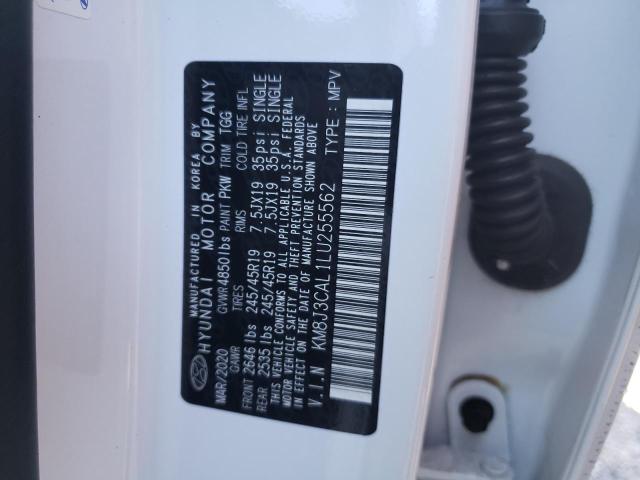 MANUFACTURED IN KOREA BY
HYUNDAI MOTOR COMPANY
MAR/2020 GVWR 4850 lbs PAINT PKW TRIM TGG
GAWR TIRES RIMS COLD TIRE INFL
FRONT 2646 lbs 245/45R19 7.5JX19 35psi SINGLE
REAR 2535 lbs 245/45R19 7.5JX19 35psi SINGLE
THIS VEHICLE CONFORMS TO ALL APPLICABLE U.S.A. FEDERAL
MOTOR VEHICLE SAFETY AND THEFT PREVENTION STANDARDS
IN EFFECT ON THE DATE OF MANUFACTURE SHOWN ABOVE
V.I.N KM8J3CAL1LU255562 TYPE : MPV